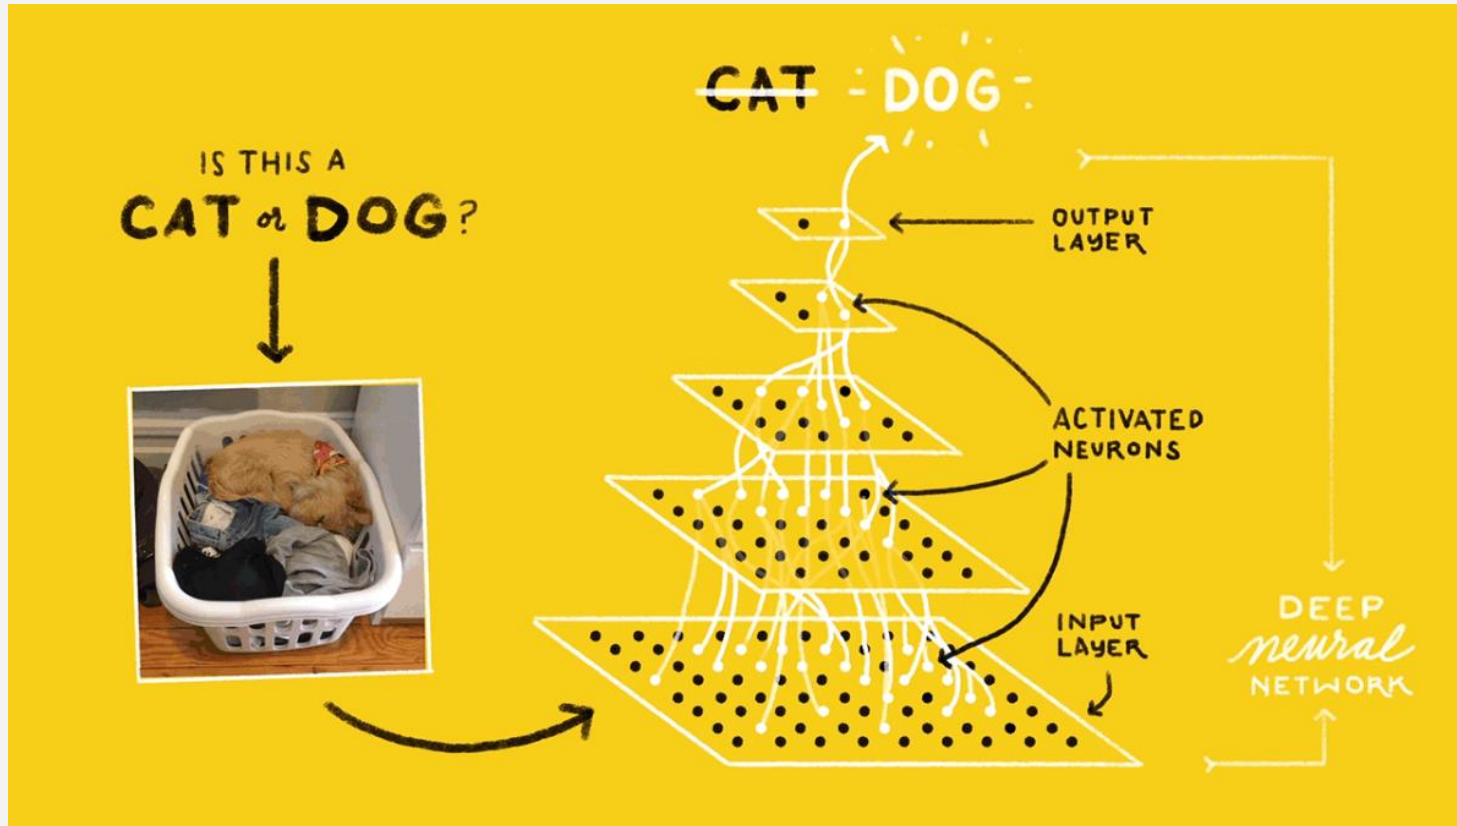 IS THIS A
CAT or DOG?
CAT DOG
OUTPUT
LAYER
ACTIVATED
NEURONS
INPUT
LAYER
DEEP
neural
NETWORK